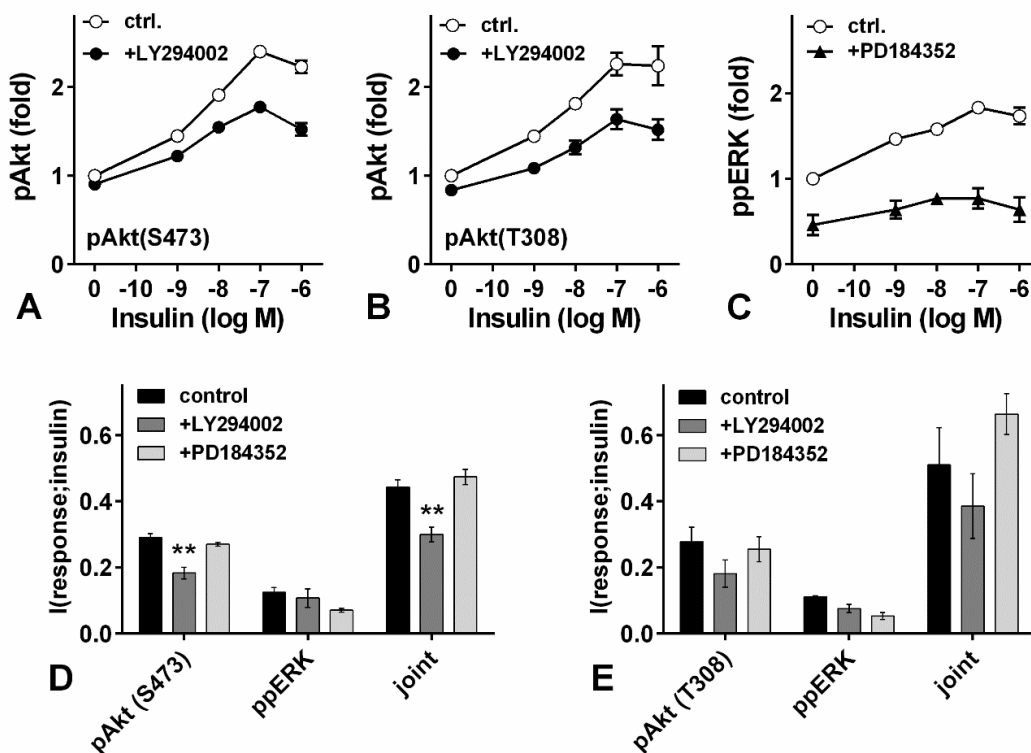 ctrl.
+LY294002
pAkt (fold)
2
1
0
pAkt(S473)
0 -10 -9 -8 -7 -6
A
Insulin (log M)
ctrl.
+LY294002
pAkt (fold)
2
1
0
pAkt(T308)
0 -10 -9 -8 -7 -6
B
Insulin (log M)
ctrl.
+PD184352
ppERK (fold)
2
1
0
0 -10 -9 -8 -7 -6
C
Insulin (log M)
control
+LY294002
+PD184352
I(response;insulin)
0.6
0.4
0.2
0.0
**
**
D
pAkt (S473)
ppERK
joint
control
+LY294002
+PD184352
I(response;insulin)
0.6
0.4
0.2
0.0
E
pAkt (T308)
ppERK
joint